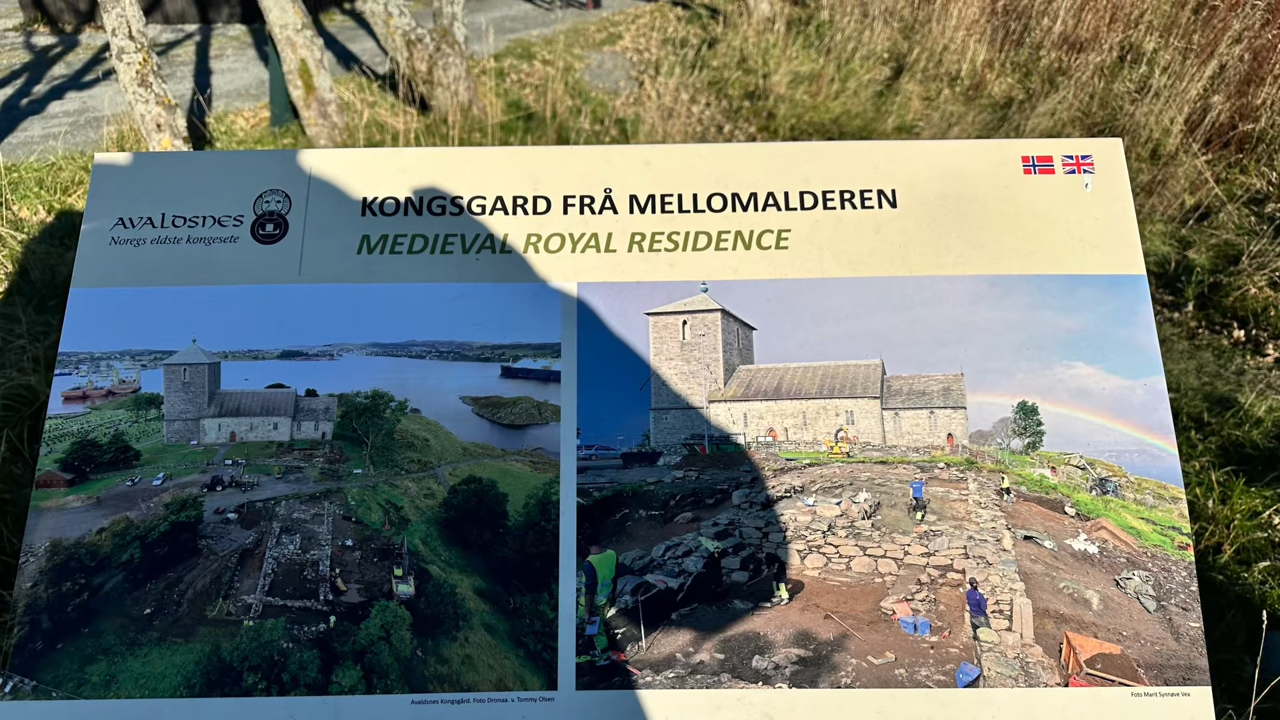 AVALDSNES
Noregs eldste kongesete
KONGSGARD FRÅ MELLOMALDEREN
MEDIEVAL ROYAL RESIDENCE
Avaldsnes Kongsgård. Foto Dronaa. v. Tommy Olsen
Foto Marit Synnøve Vea